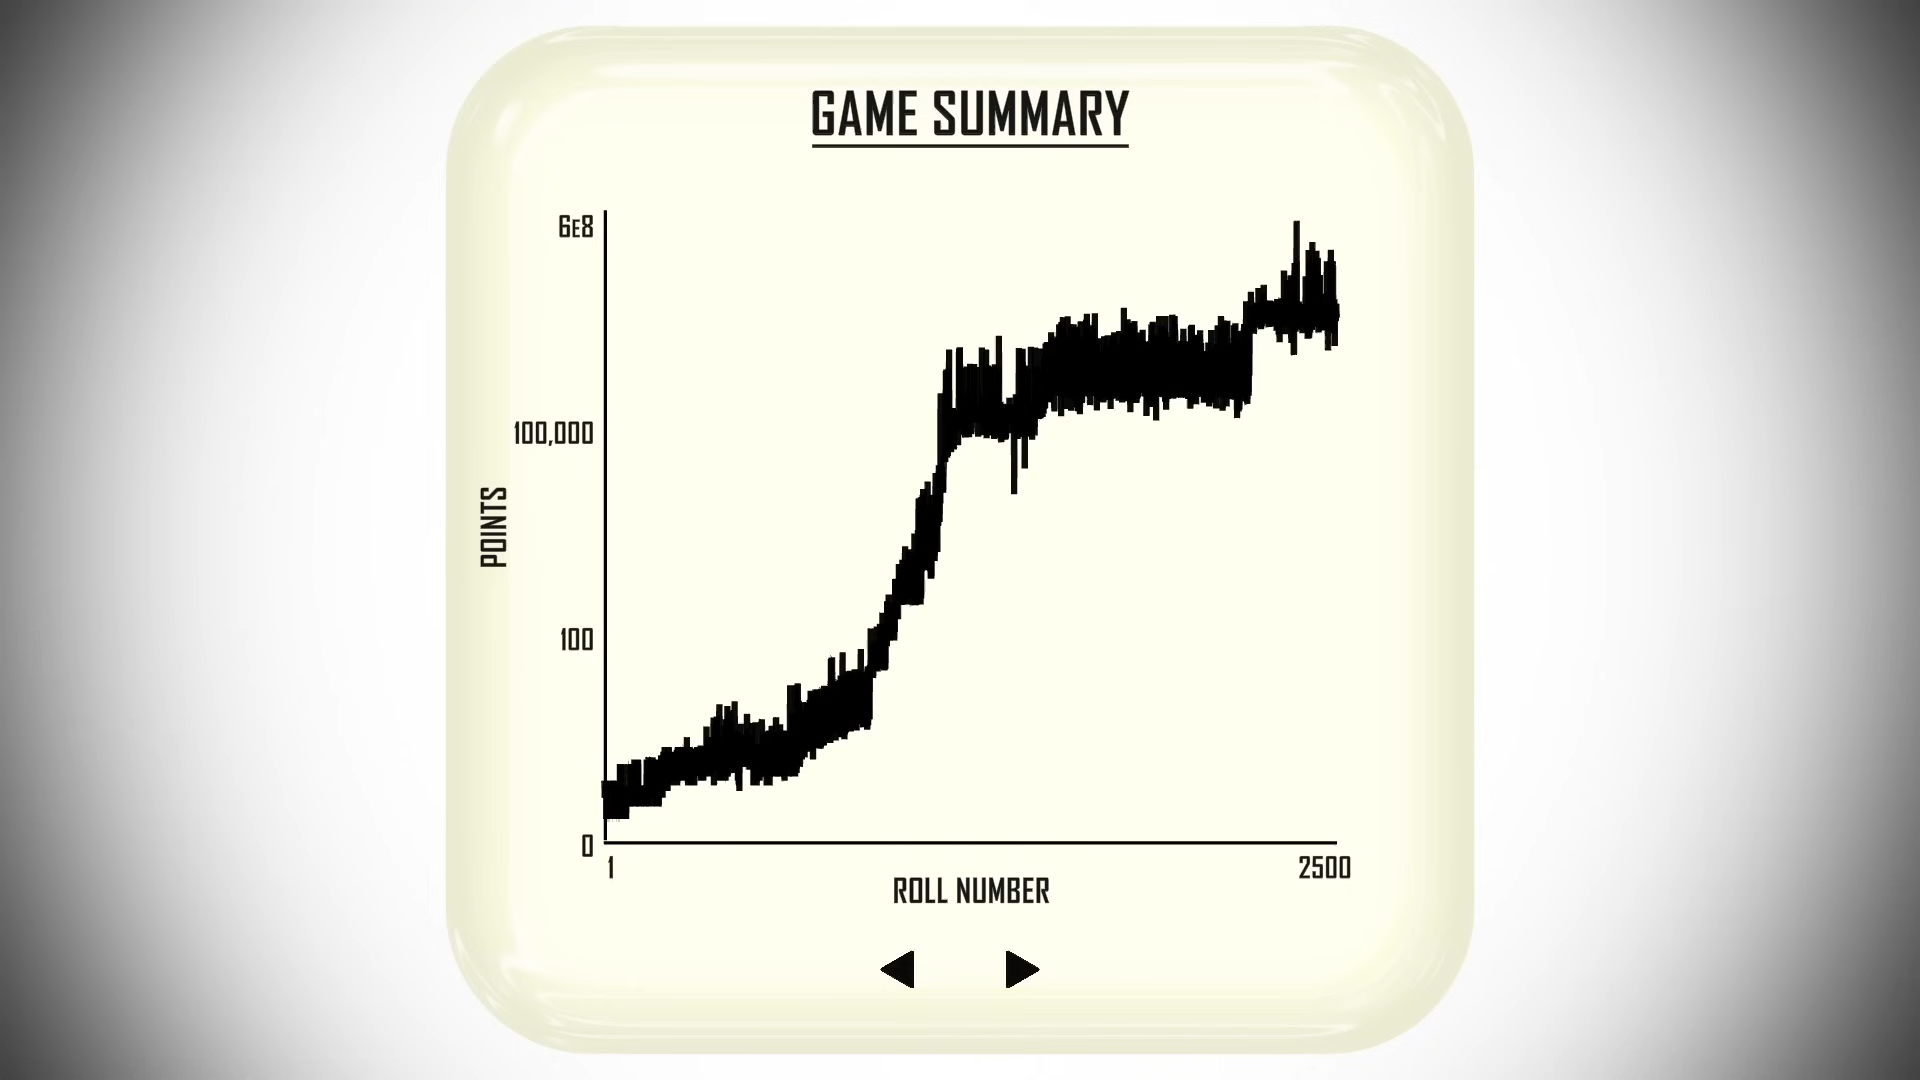 GAME SUMMARY
6E8
100,000
POINTS
100
0
1
2500
ROLL NUMBER